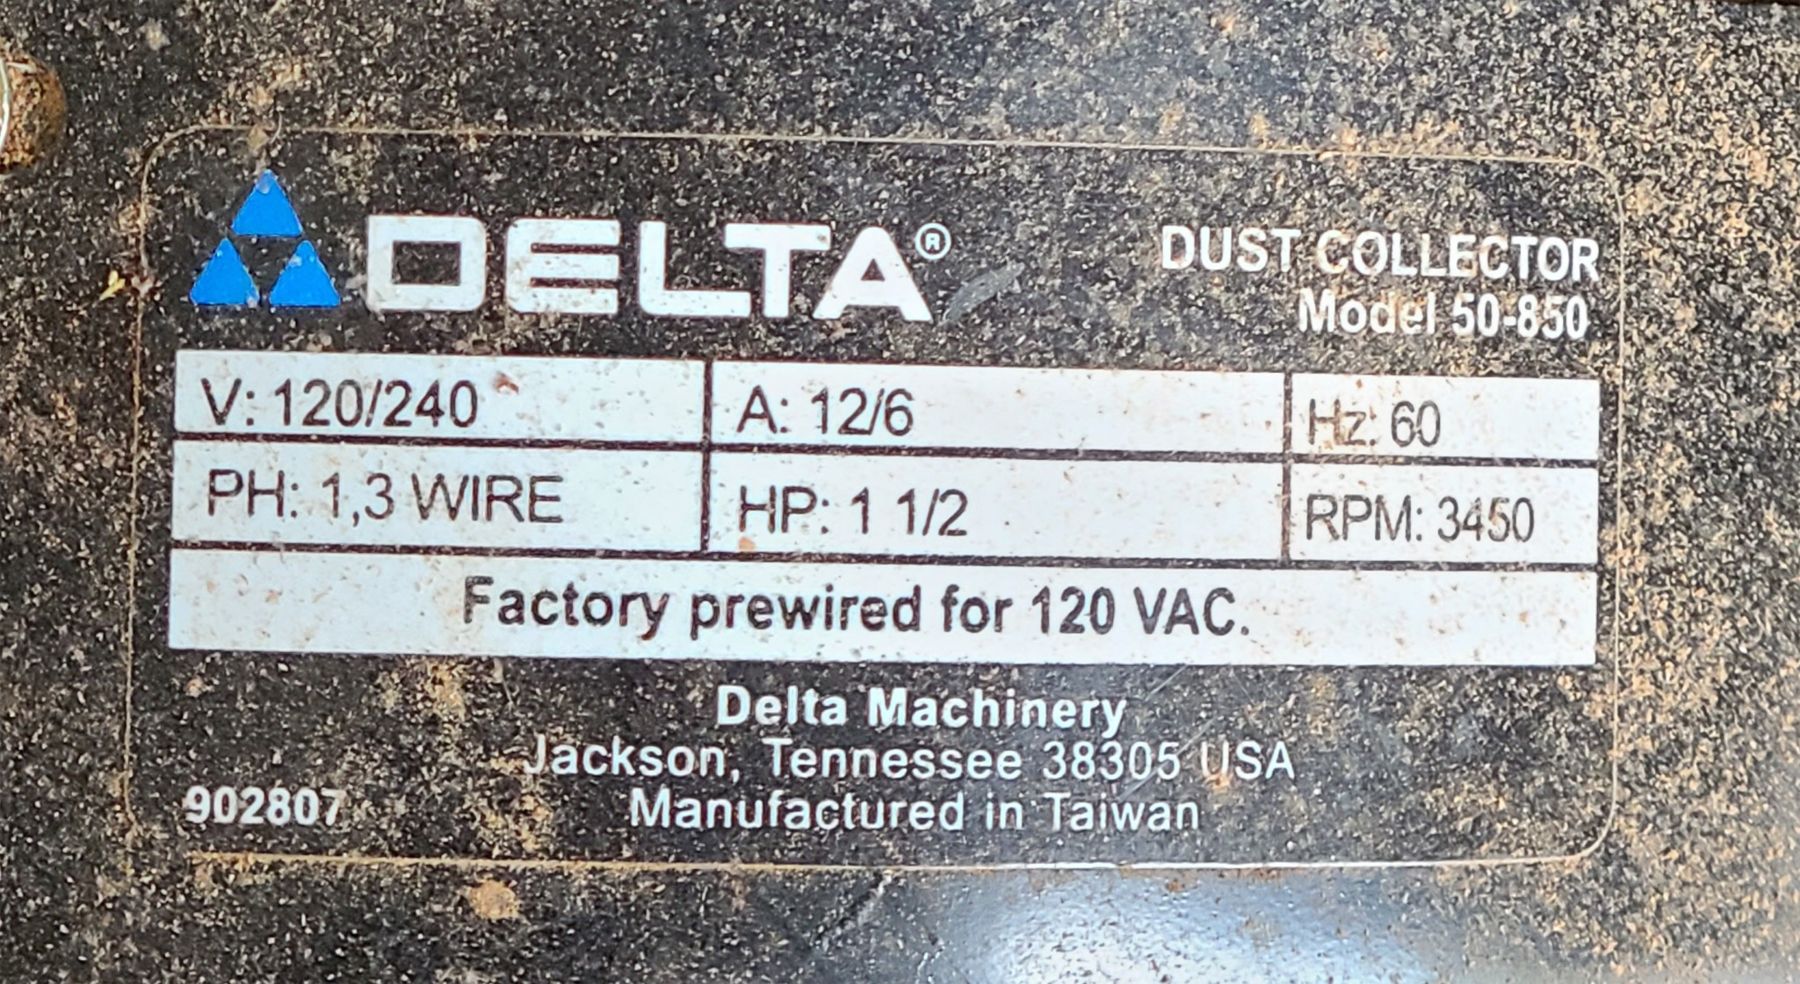 DELTA®
DUST COLLECTOR
Model 50-850
V: 120/240 A: 12/6 Hz: 60
PH: 1,3 WIRE HP: 1 1/2 RPM: 3450
Factory prewired for 120 VAC.
Delta Machinery
Jackson, Tennessee 38305 USA
902807 Manufactured in Taiwan